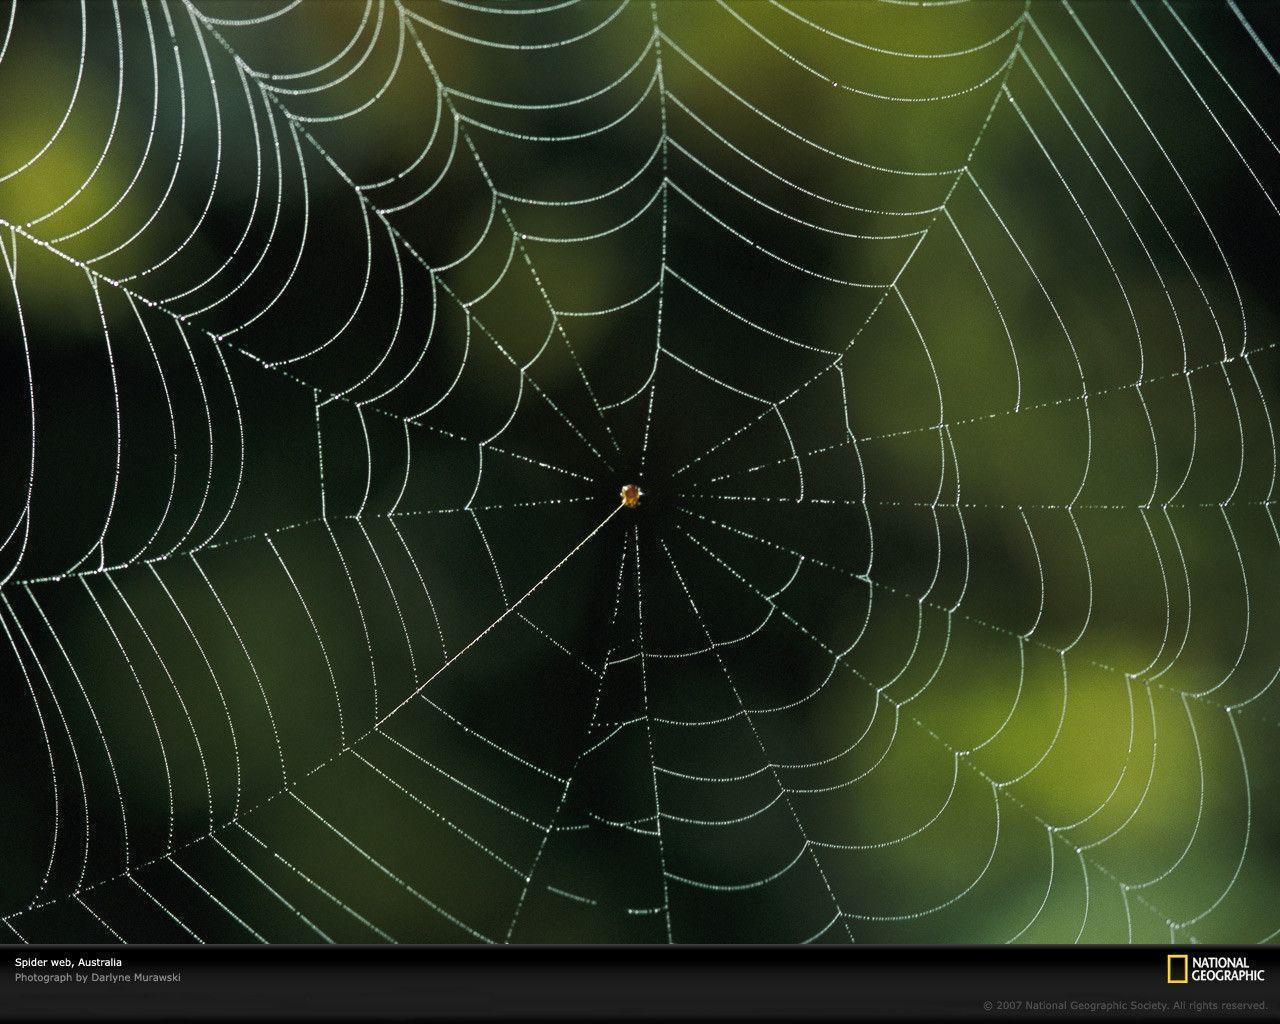 Spider web, Australia
Photograph by Darlyne Murawski
NATIONAL
GEOGRAPHIC
© 2007 National Geographic Society. All rights reserved.